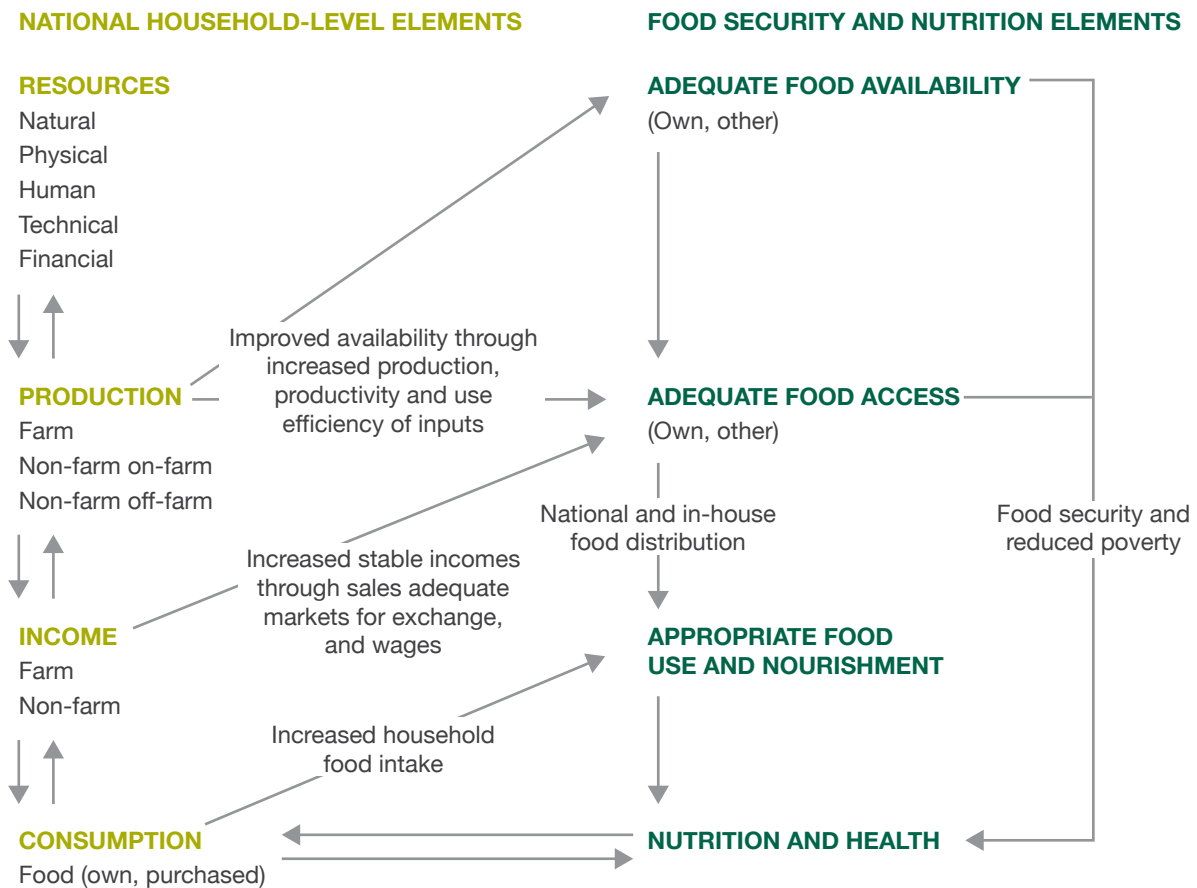 NATIONAL HOUSEHOLD-LEVEL ELEMENTS
RESOURCES
Natural
Physical
Human
Technical
Financial
PRODUCTION
Farm
Non-farm on-farm
Non-farm off-farm
INCOME
Farm
Non-farm
CONSUMPTION
Food (own, purchased)
Improved availability through
increased production,
productivity and use
efficiency of inputs
Increased stable incomes
through sales adequate
markets for exchange,
and wages
Increased household
food intake
FOOD SECURITY AND NUTRITION ELEMENTS
ADEQUATE FOOD AVAILABILITY
(Own, other)
ADEQUATE FOOD ACCESS
(Own, other)
National and in-house
food distribution
APPROPRIATE FOOD
USE AND NOURISHMENT
NUTRITION AND HEALTH
Food security and
reduced poverty